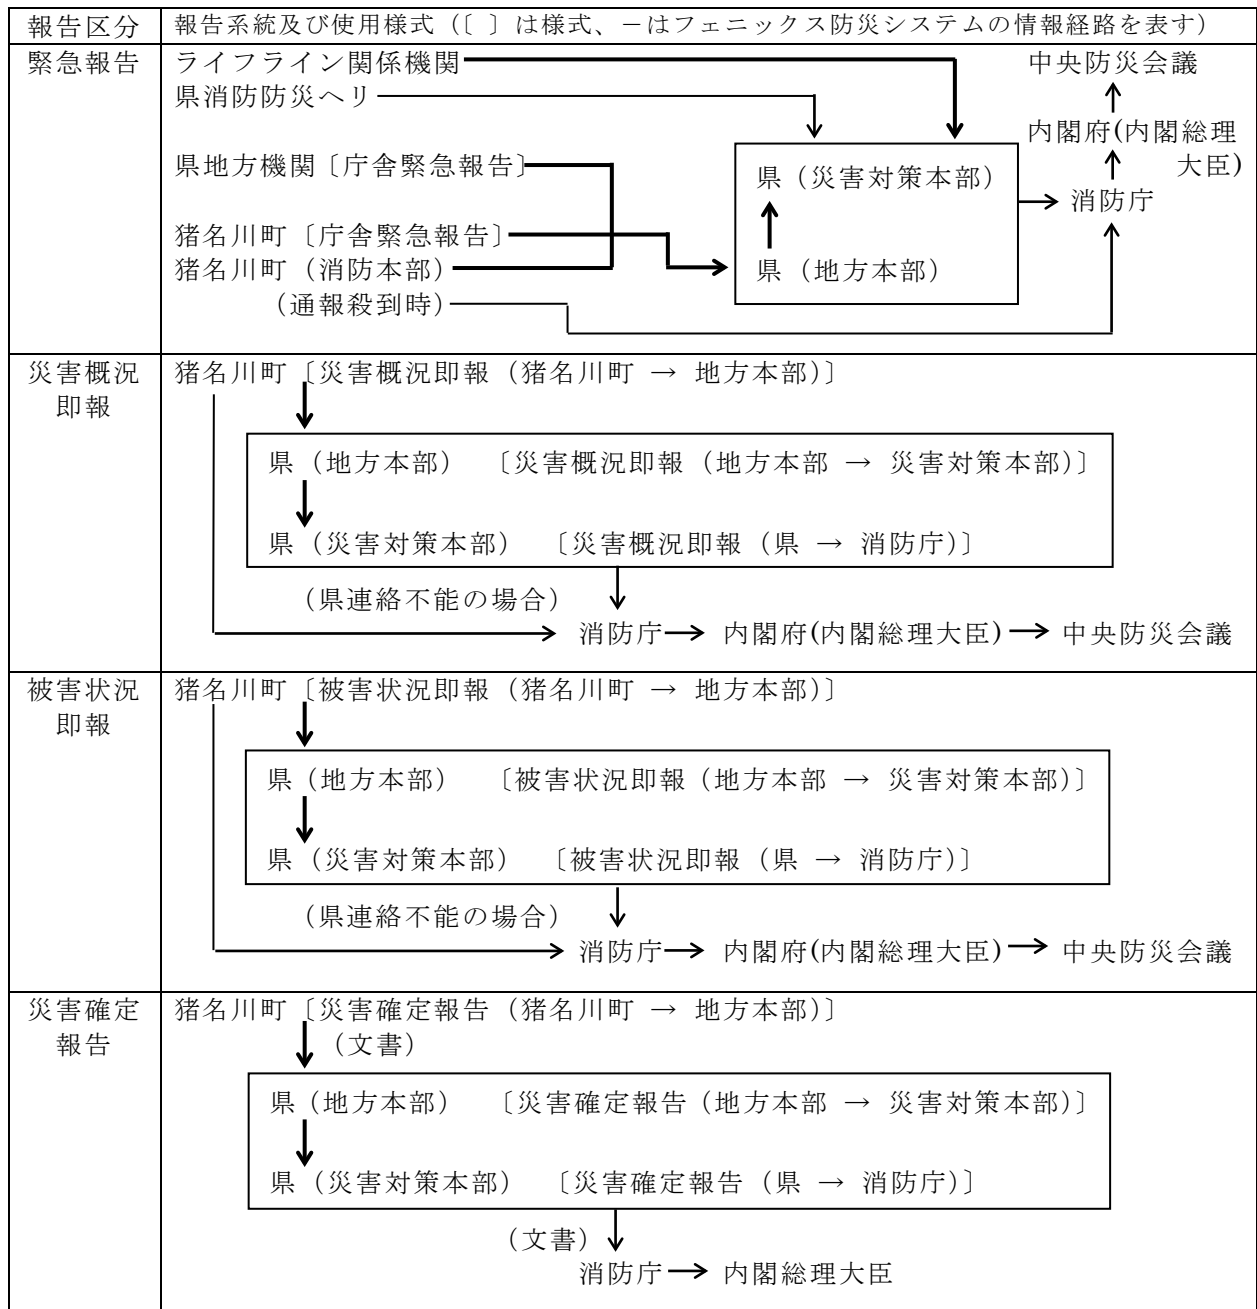 報告区分
報告系統及び使用様式（〔 〕は様式、－はフェニックス防災システムの情報経路を表す）
緊急報告
ライフライン関係機関
中央防災会議
県消防防災ヘリ
内閣府(内閣総理
大臣)
県地方機関〔庁舎緊急報告〕
県（災害対策本部）
消防庁
猪名川町〔庁舎緊急報告〕
猪名川町（消防本部）
県（地方本部）
（通報殺到時）
災害概況
即報
猪名川町〔災害概況即報（猪名川町 → 地方本部）〕
県（地方本部） 〔災害概況即報（地方本部 → 災害対策本部）〕
県（災害対策本部） 〔災害概況即報（県 → 消防庁）〕
（県連絡不能の場合）
消防庁→ 内閣府(内閣総理大臣)→ 中央防災会議
被害状況
即報
猪名川町〔被害状況即報（猪名川町 → 地方本部）〕
県（地方本部） 〔被害状況即報（地方本部 → 災害対策本部）〕
県（災害対策本部） 〔被害状況即報（県 → 消防庁）〕
（県連絡不能の場合）
消防庁→ 内閣府(内閣総理大臣)→ 中央防災会議
災害確定
報告
猪名川町〔災害確定報告（猪名川町 → 地方本部）〕
（文書）
県（地方本部） 〔災害確定報告（地方本部 → 災害対策本部）〕
県（災害対策本部） 〔災害確定報告（県 → 消防庁）〕
（文書）
消防庁→ 内閣総理大臣